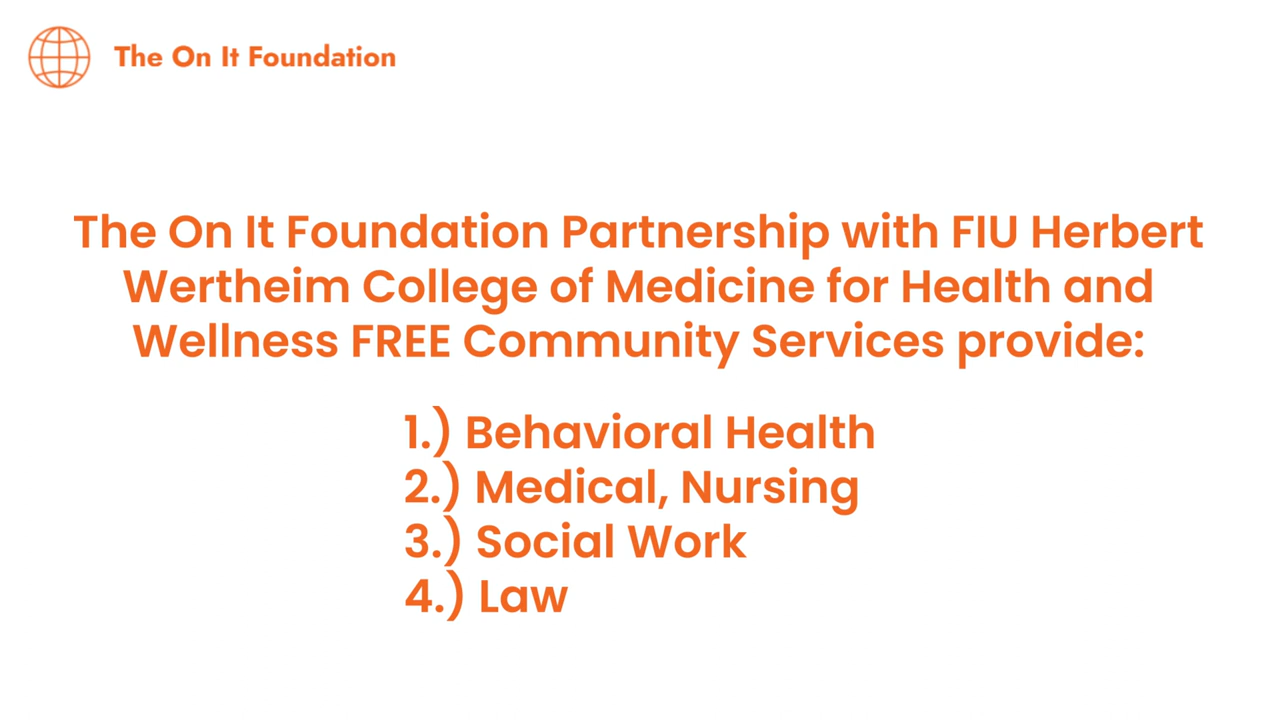 The On It Foundation
The On It Foundation Partnership with FIU Herbert
Wertheim College of Medicine for Health and
Wellness FREE Community Services provide:
1.) Behavioral Health
2.) Medical, Nursing
3.) Social Work
4.) Law